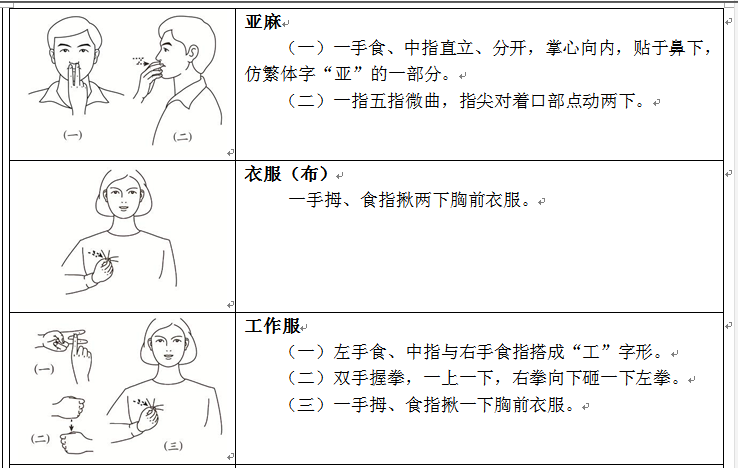 亚麻
（一）一手食、中指直立、分开，掌心向内，贴于鼻下，
仿繁体字“亚”的一部分。
（二）一指五指微曲，指尖对着口部点动两下。
（一）
（二）
衣服（布）
一手拇、食指揪两下胸前衣服。
工作服
（一）左手食、中指与右手食指搭成“工”字形。
（二）双手握拳，一上一下，右拳向下砸一下左拳。
（三）一手拇、食指揪一下胸前衣服。
（一）
（二）
（三）